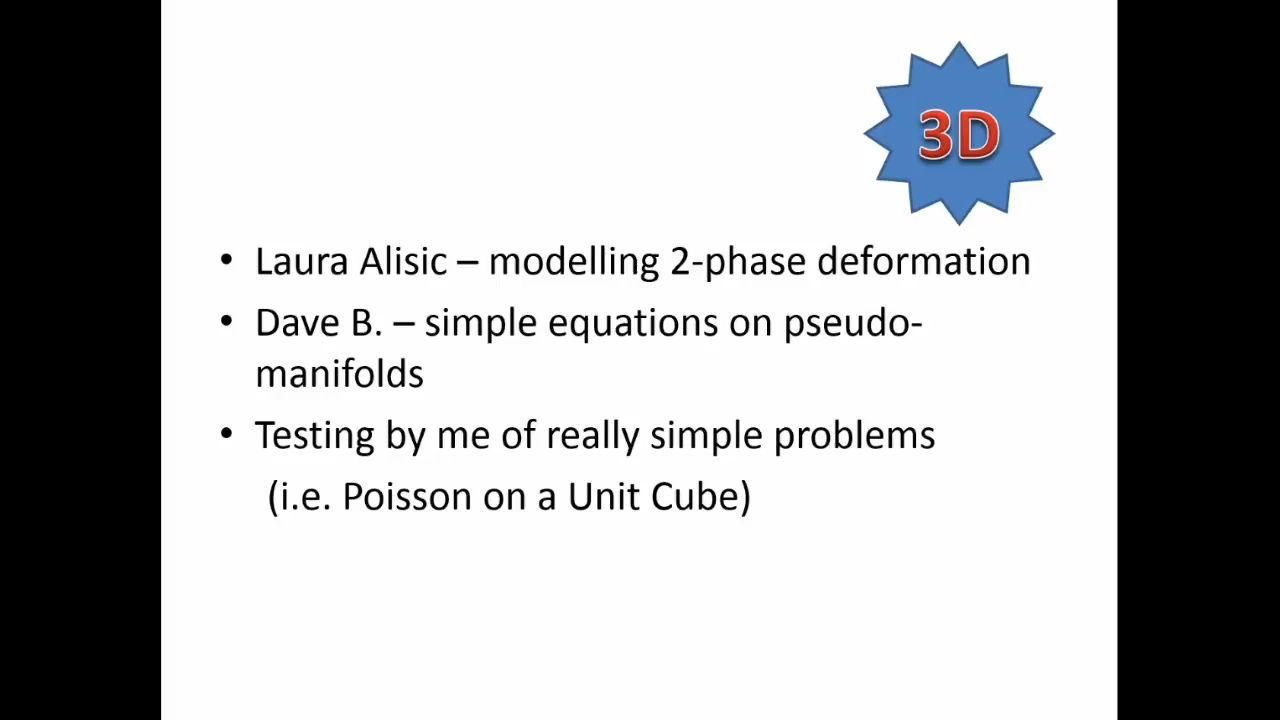 3D
• Laura Alisic – modelling 2-phase deformation
• Dave B. – simple equations on pseudo-
manifolds
• Testing by me of really simple problems
(i.e. Poisson on a Unit Cube)